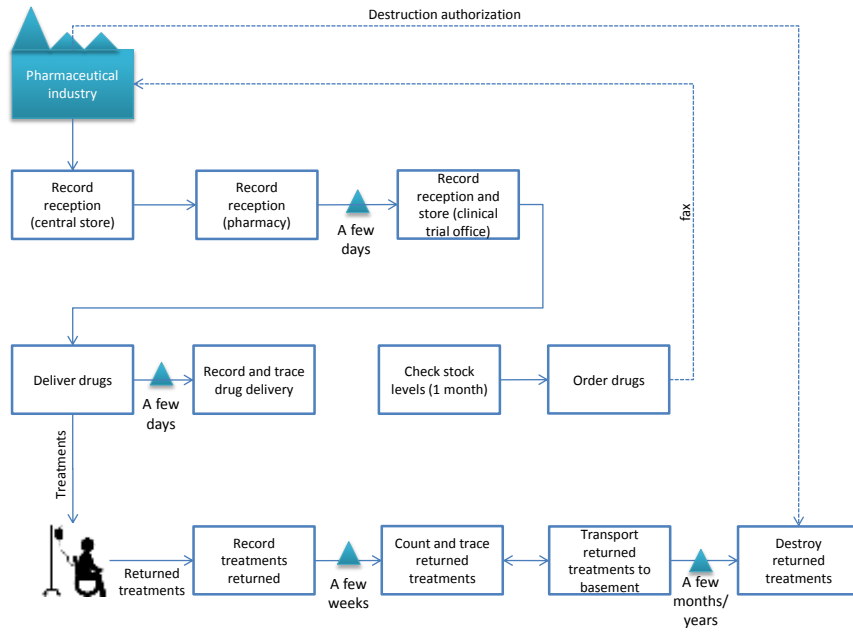 Destruction authorization
Pharmaceutical
industry
Record
reception
(central store)
Record
reception
(pharmacy)
A few
days
Record
reception and
store (clinical
trial office)
fax
Deliver drugs
A few
days
Record and trace
drug delivery
Check stock
levels (1 month)
Order drugs
Treatments
Returned
treatments
Record
treatments
returned
A few
weeks
Count and trace
returned
treatments
Transport
returned
treatments to
basement
A few
months/
years
Destroy
returned
treatments